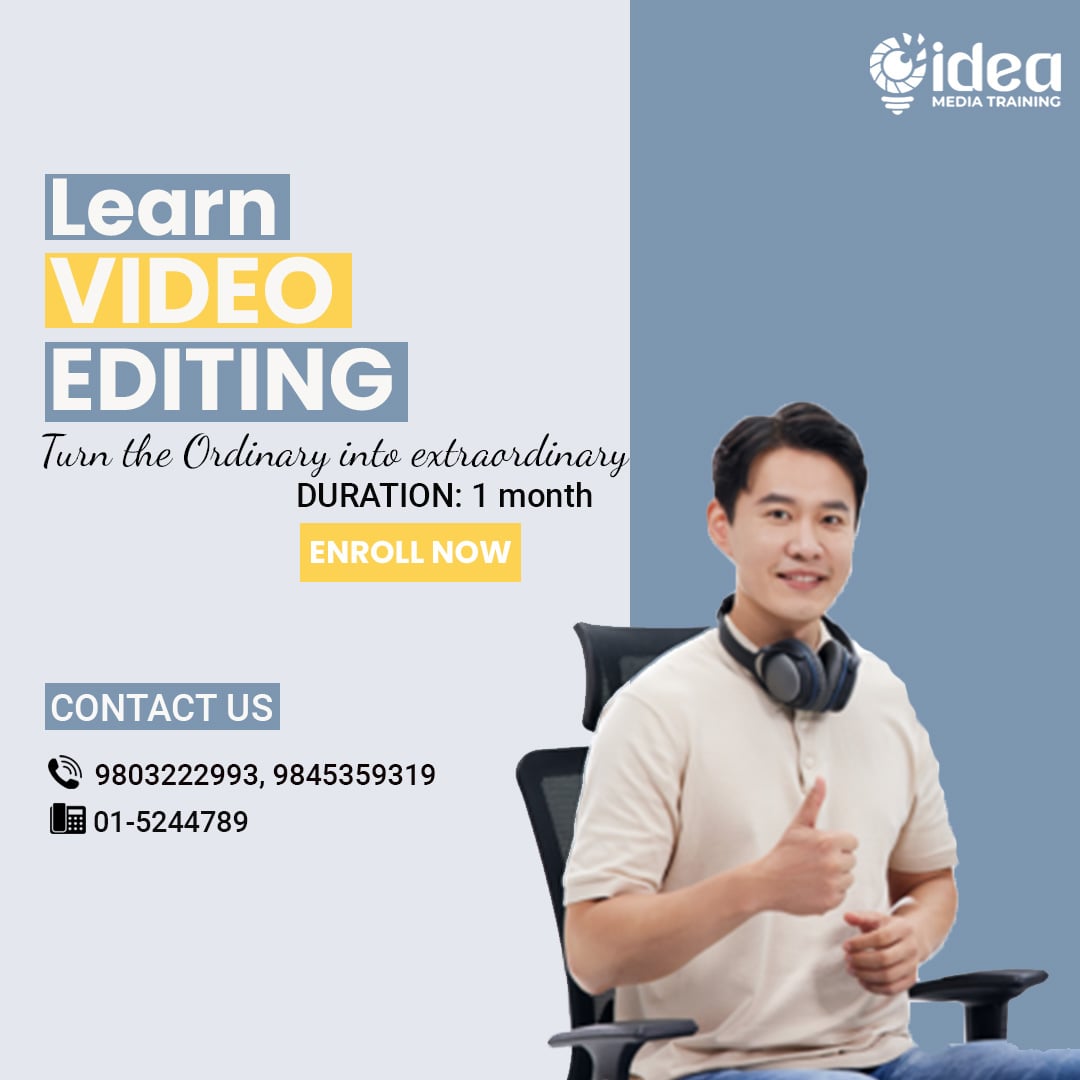 idea
MEDIA TRAINING
Learn
VIDEO
EDITING
Turn the Ordinary into extraordinary
DURATION: 1 month
ENROLL NOW
CONTACT US
9803222993, 9845359319
01-5244789